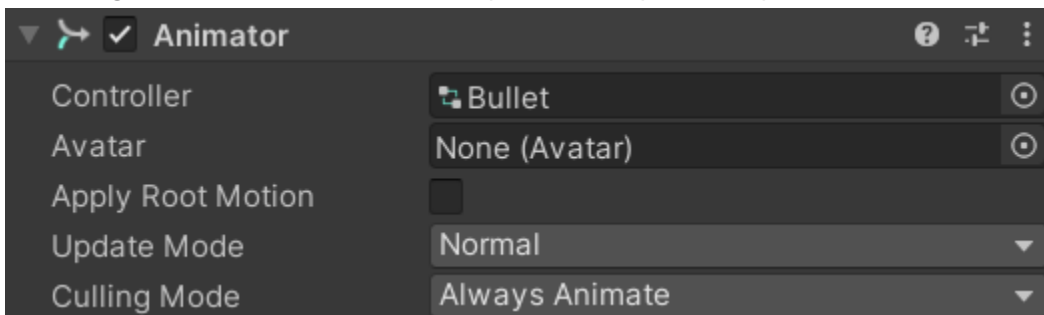 Animator
Controller Bullet
Avatar None (Avatar)
Apply Root Motion
Update Mode Normal
Culling Mode Always Animate